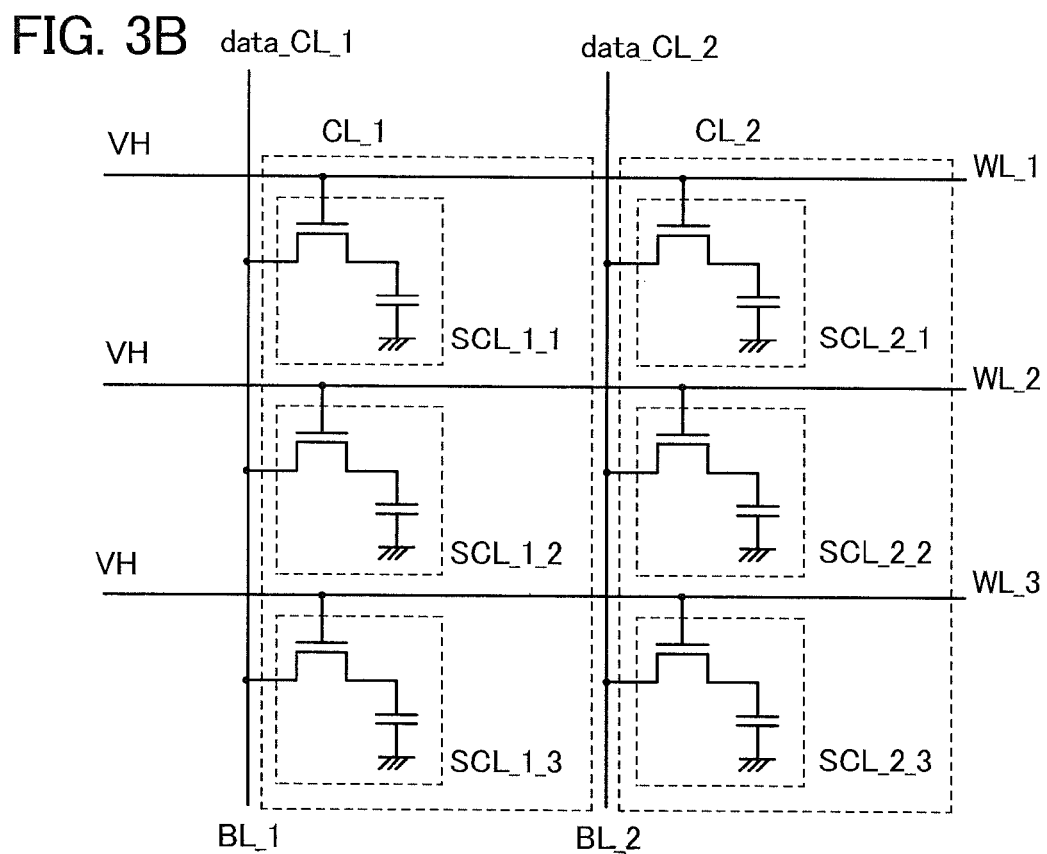 FIG. 3B
data_CL_1
data_CL_2
CL_1
CL_2
VH
WL_1
SCL_1_1
SCL_2_1
VH
WL_2
SCL_1_2
SCL_2_2
VH
WL_3
SCL_1_3
SCL_2_3
BL_1
BL_2